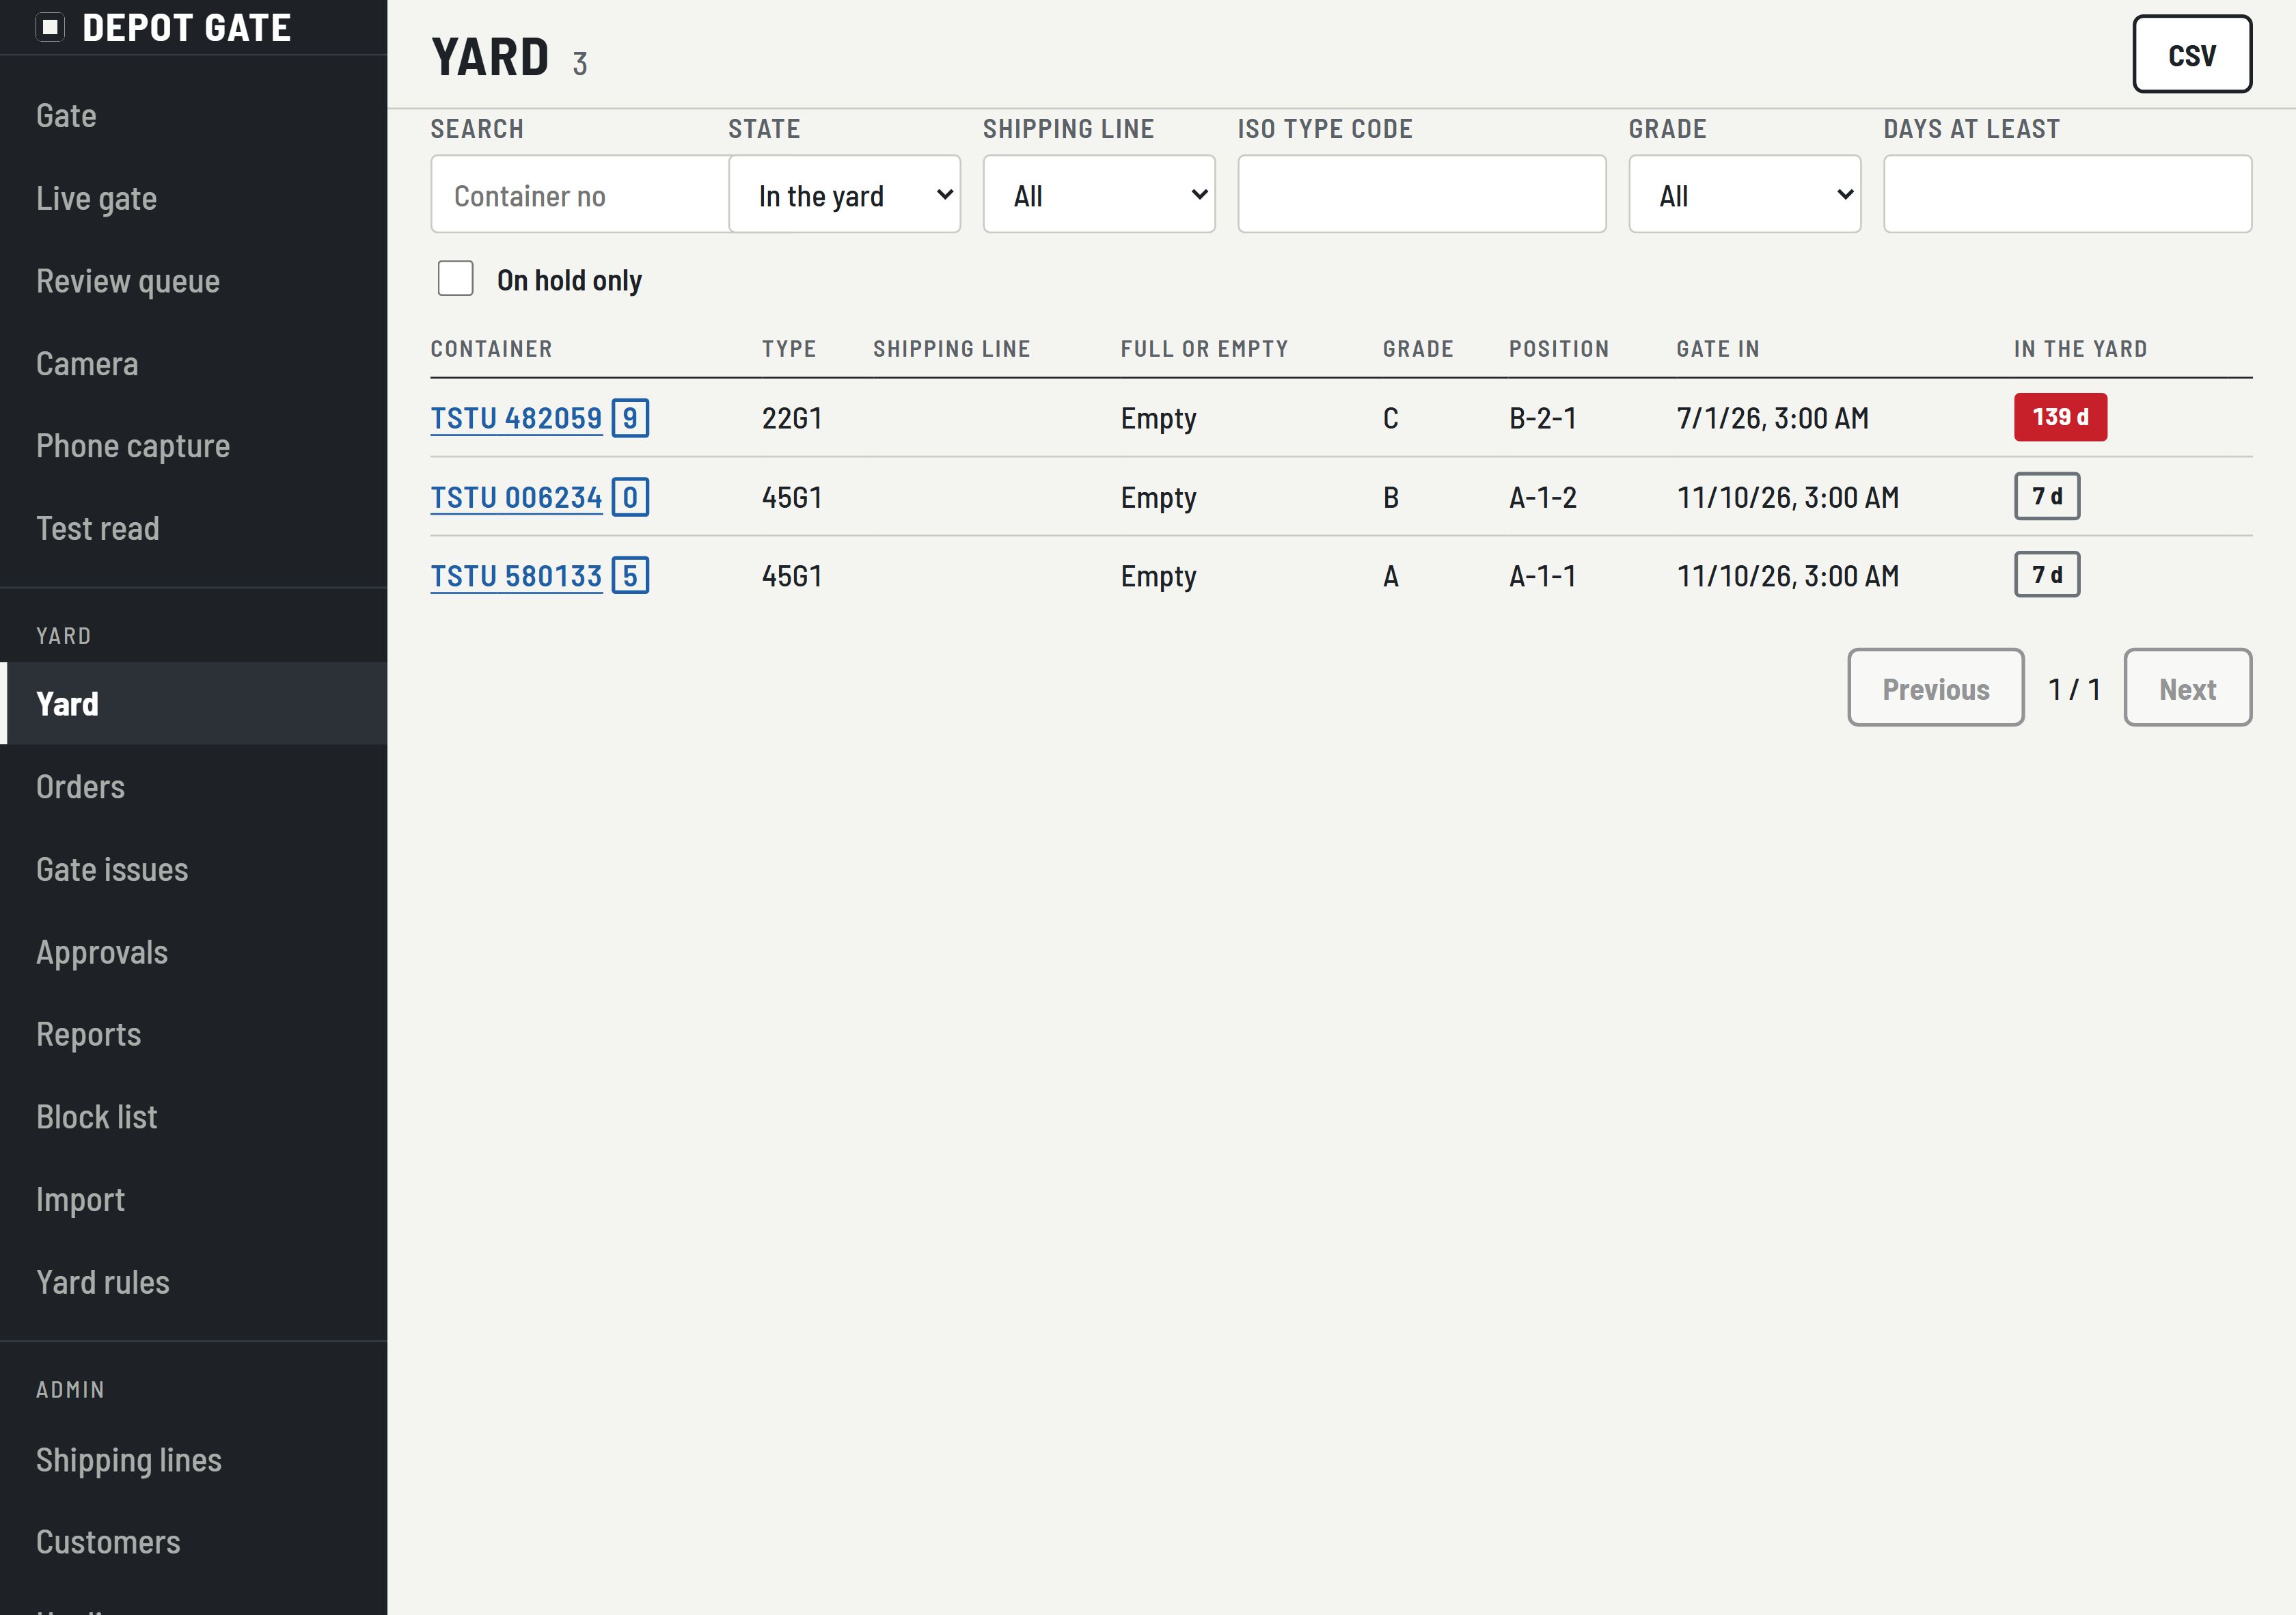 DEPOT GATE
Gate
Live gate
Review queue
Camera
Phone capture
Test read
YARD
Yard
Orders
Gate issues
Approvals
Reports
Block list
Import
Yard rules
ADMIN
Shipping lines
Customers
YARD 3
CSV
SEARCH STATE SHIPPING LINE ISO TYPE CODE GRADE DAYS AT LEAST
Container no In the yard All All
On hold only
CONTAINER TYPE SHIPPING LINE FULL OR EMPTY GRADE POSITION GATE IN IN THE YARD
TSTU 482059 9 22G1 Empty C B-2-1 7/1/26, 3:00 AM 139 d
TSTU 006234 0 45G1 Empty B A-1-2 11/10/26, 3:00 AM 7 d
TSTU 580133 5 45G1 Empty A A-1-1 11/10/26, 3:00 AM 7 d
Previous 1 / 1 Next